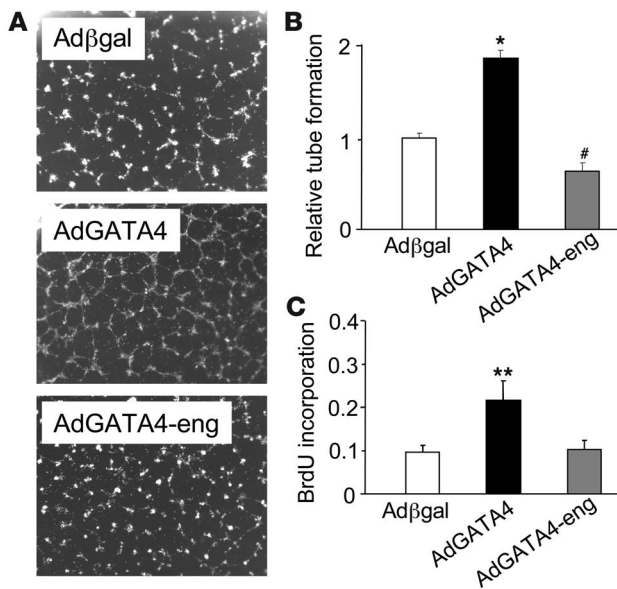 A
Adβgal
AdGATA4
AdGATA4-eng
B
Relative tube formation
2
1
0
*
#
Adβgal
AdGATA4
AdGATA4-eng
C
BrdU incorporation
0.4
0.3
0.2
0.1
0
**
Adβgal
AdGATA4
AdGATA4-eng